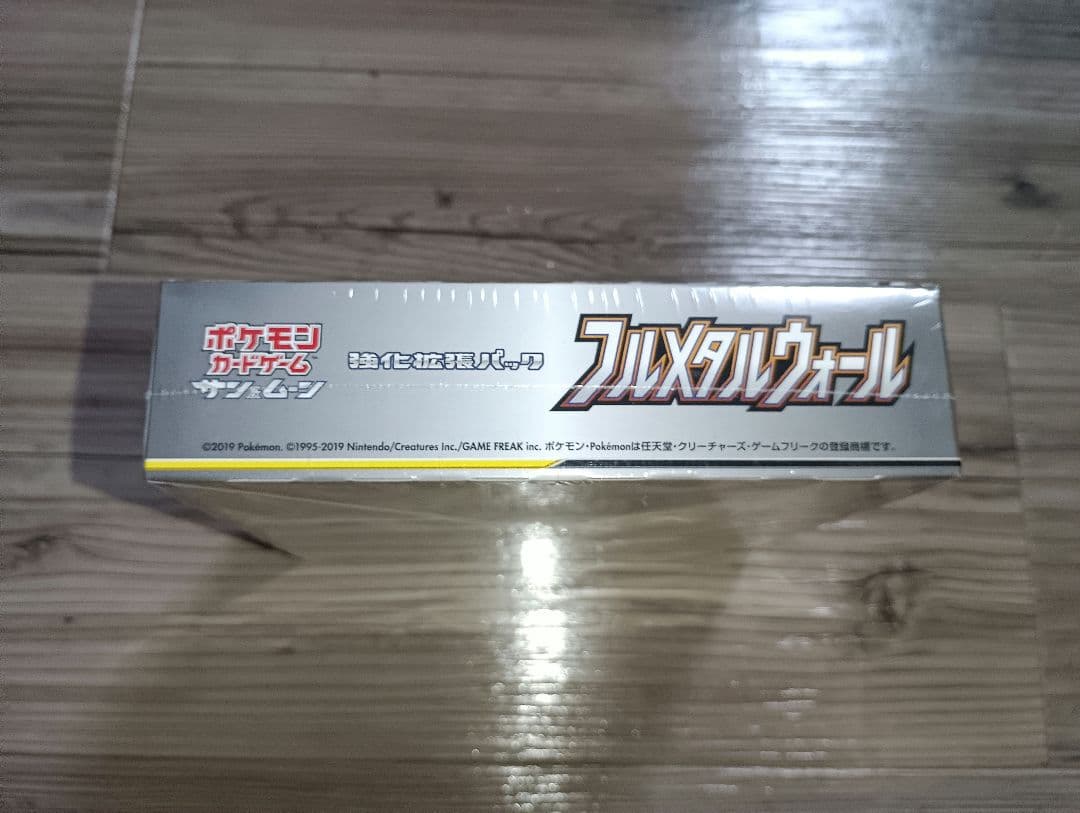 ポケモン
カードゲーム™
サン&ムーン
強化拡張パック
フルメタルウォール
©2019 Pokémon. ©1995-2019 Nintendo/Creatures Inc./GAME FREAK inc. ポケモン・Pokémonは任天堂・クリーチャーズ・ゲームフリークの登録商標です。